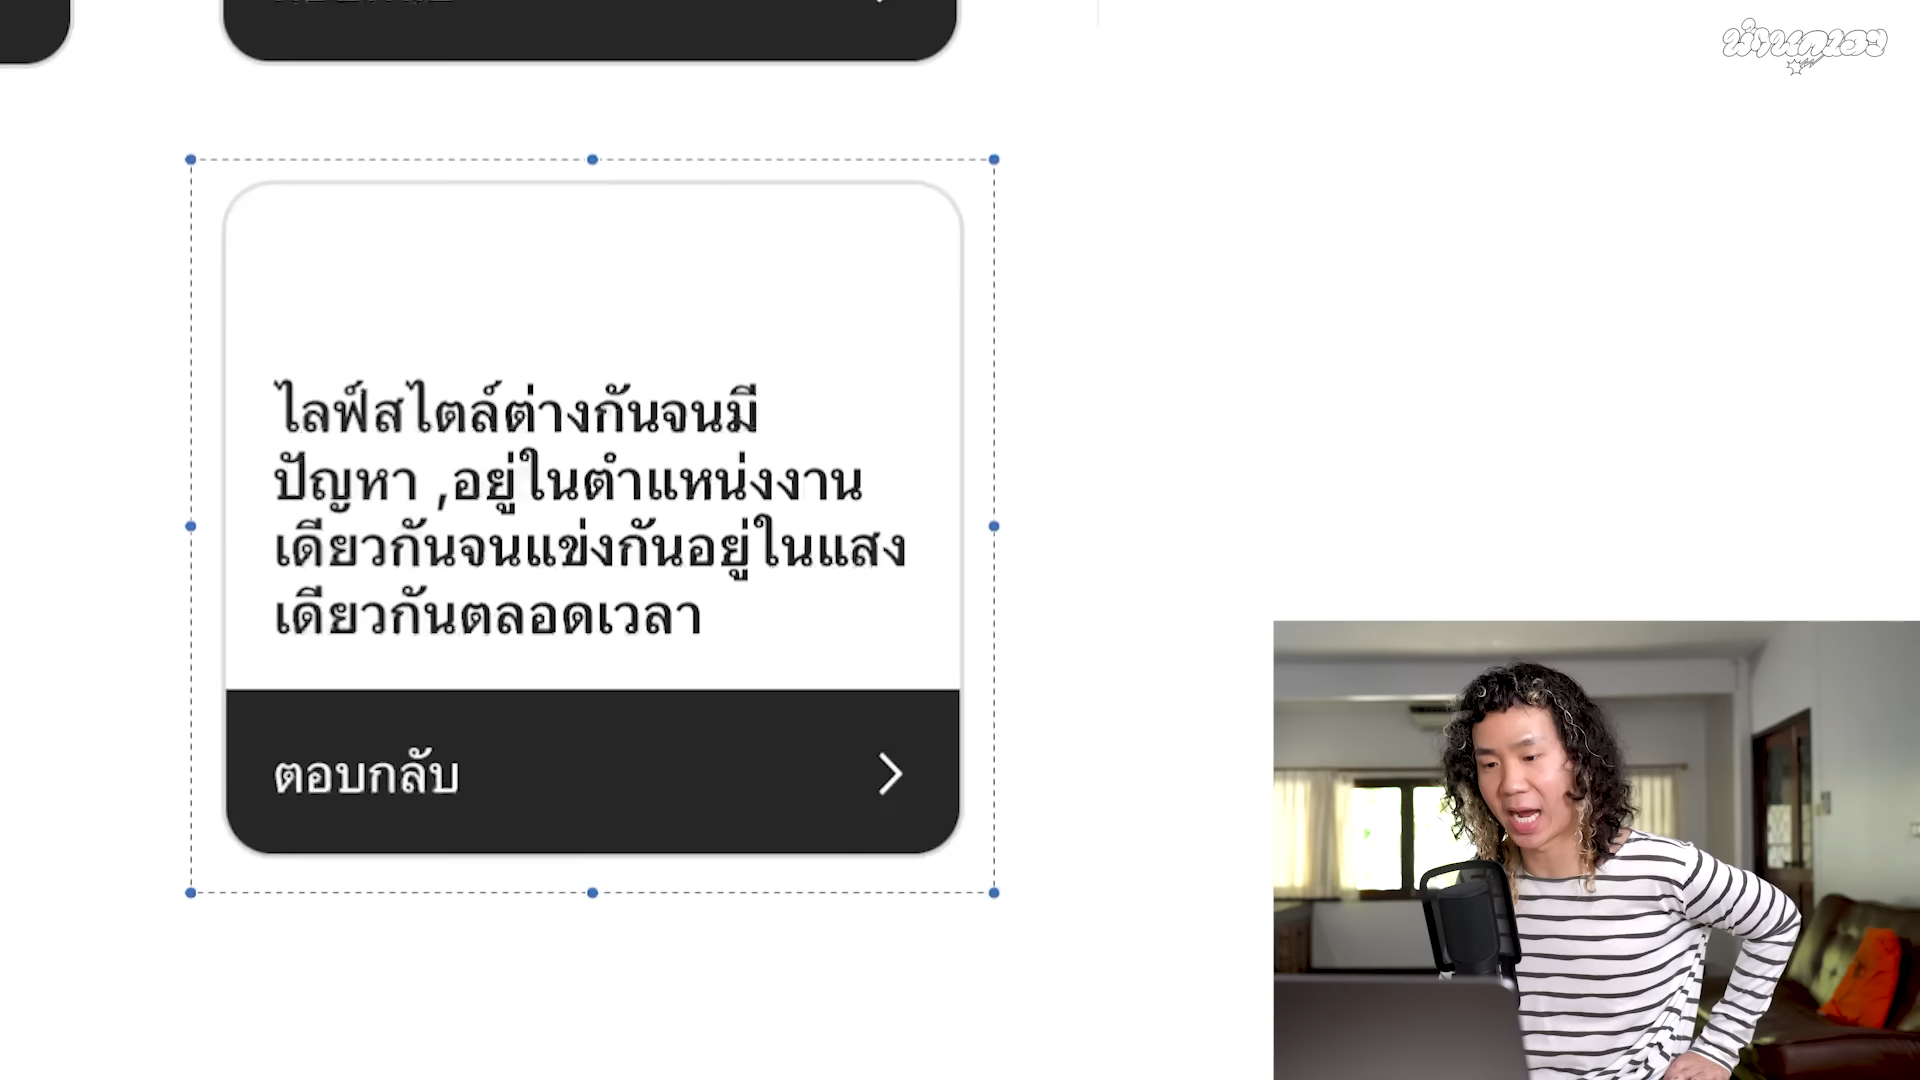 ไลฟ์สไตล์ต่างกันจนมี
ปัญหา ,อยู่ในตำแหน่งงาน
เดียวกันจนแข่งกันอยู่ในแสง
เดียวกันตลอดเวลา
ตอบกลับ